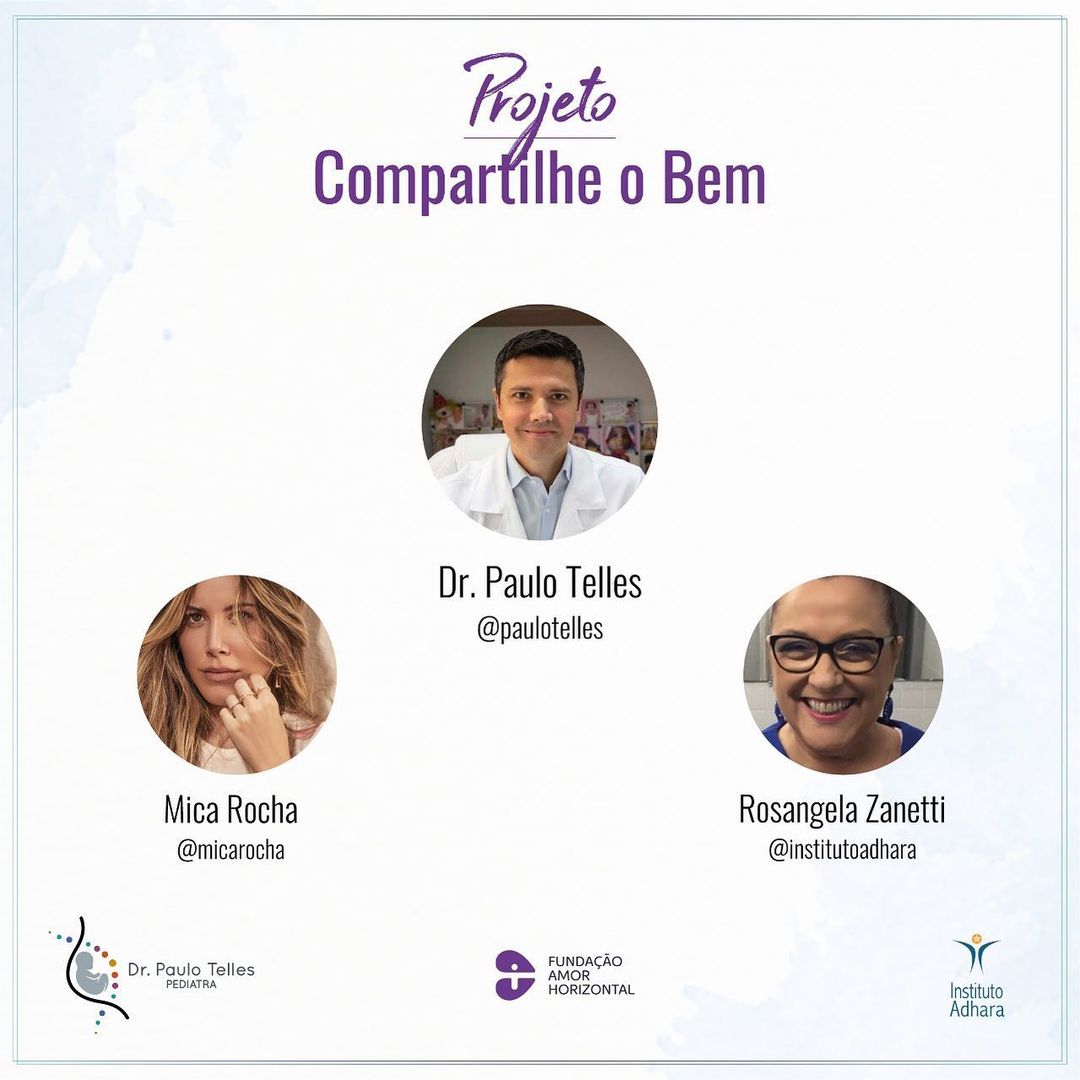 Projeto
Compartilhe o Bem
Dr. Paulo Telles
@paulotelles
Mica Rocha
@micarocha
Rosangela Zanetti
@institutoadhara
Dr. Paulo Telles
PEDIATRA
FUNDAÇÃO
AMOR
HORIZONTAL
Instituto
Adhara